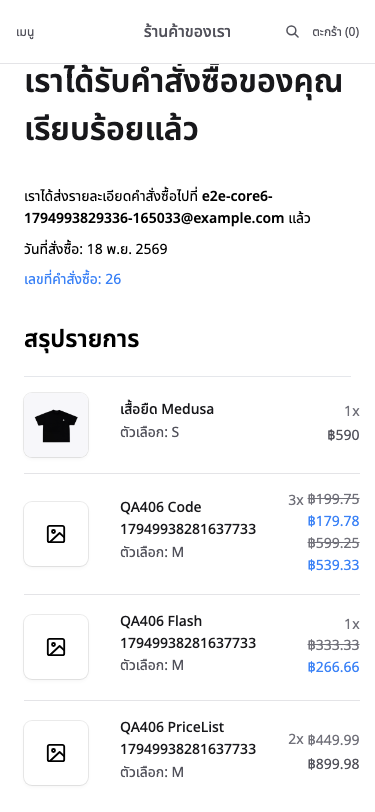 เมนู
ร้านค้าของเรา
ตะกร้า (0)
เราได้รับคำสั่งซื้อของคุณ
เรียบร้อยแล้ว
เราได้ส่งรายละเอียดคำสั่งซื้อไปที่ e2e-core6-
1794993829336-165033@example.com แล้ว
วันที่สั่งซื้อ: 18 พ.ย. 2569
เลขที่คำสั่งซื้อ: 26
สรุปรายการ
เสื้อยืด Medusa
ตัวเลือก: S
1x
฿590
QA406 Code
17949938281637733
ตัวเลือก: M
3x ฿199.75
฿179.78
฿599.25
฿539.33
QA406 Flash
17949938281637733
ตัวเลือก: M
1x
฿333.33
฿266.66
QA406 PriceList
17949938281637733
ตัวเลือก: M
2x ฿449.99
฿899.98